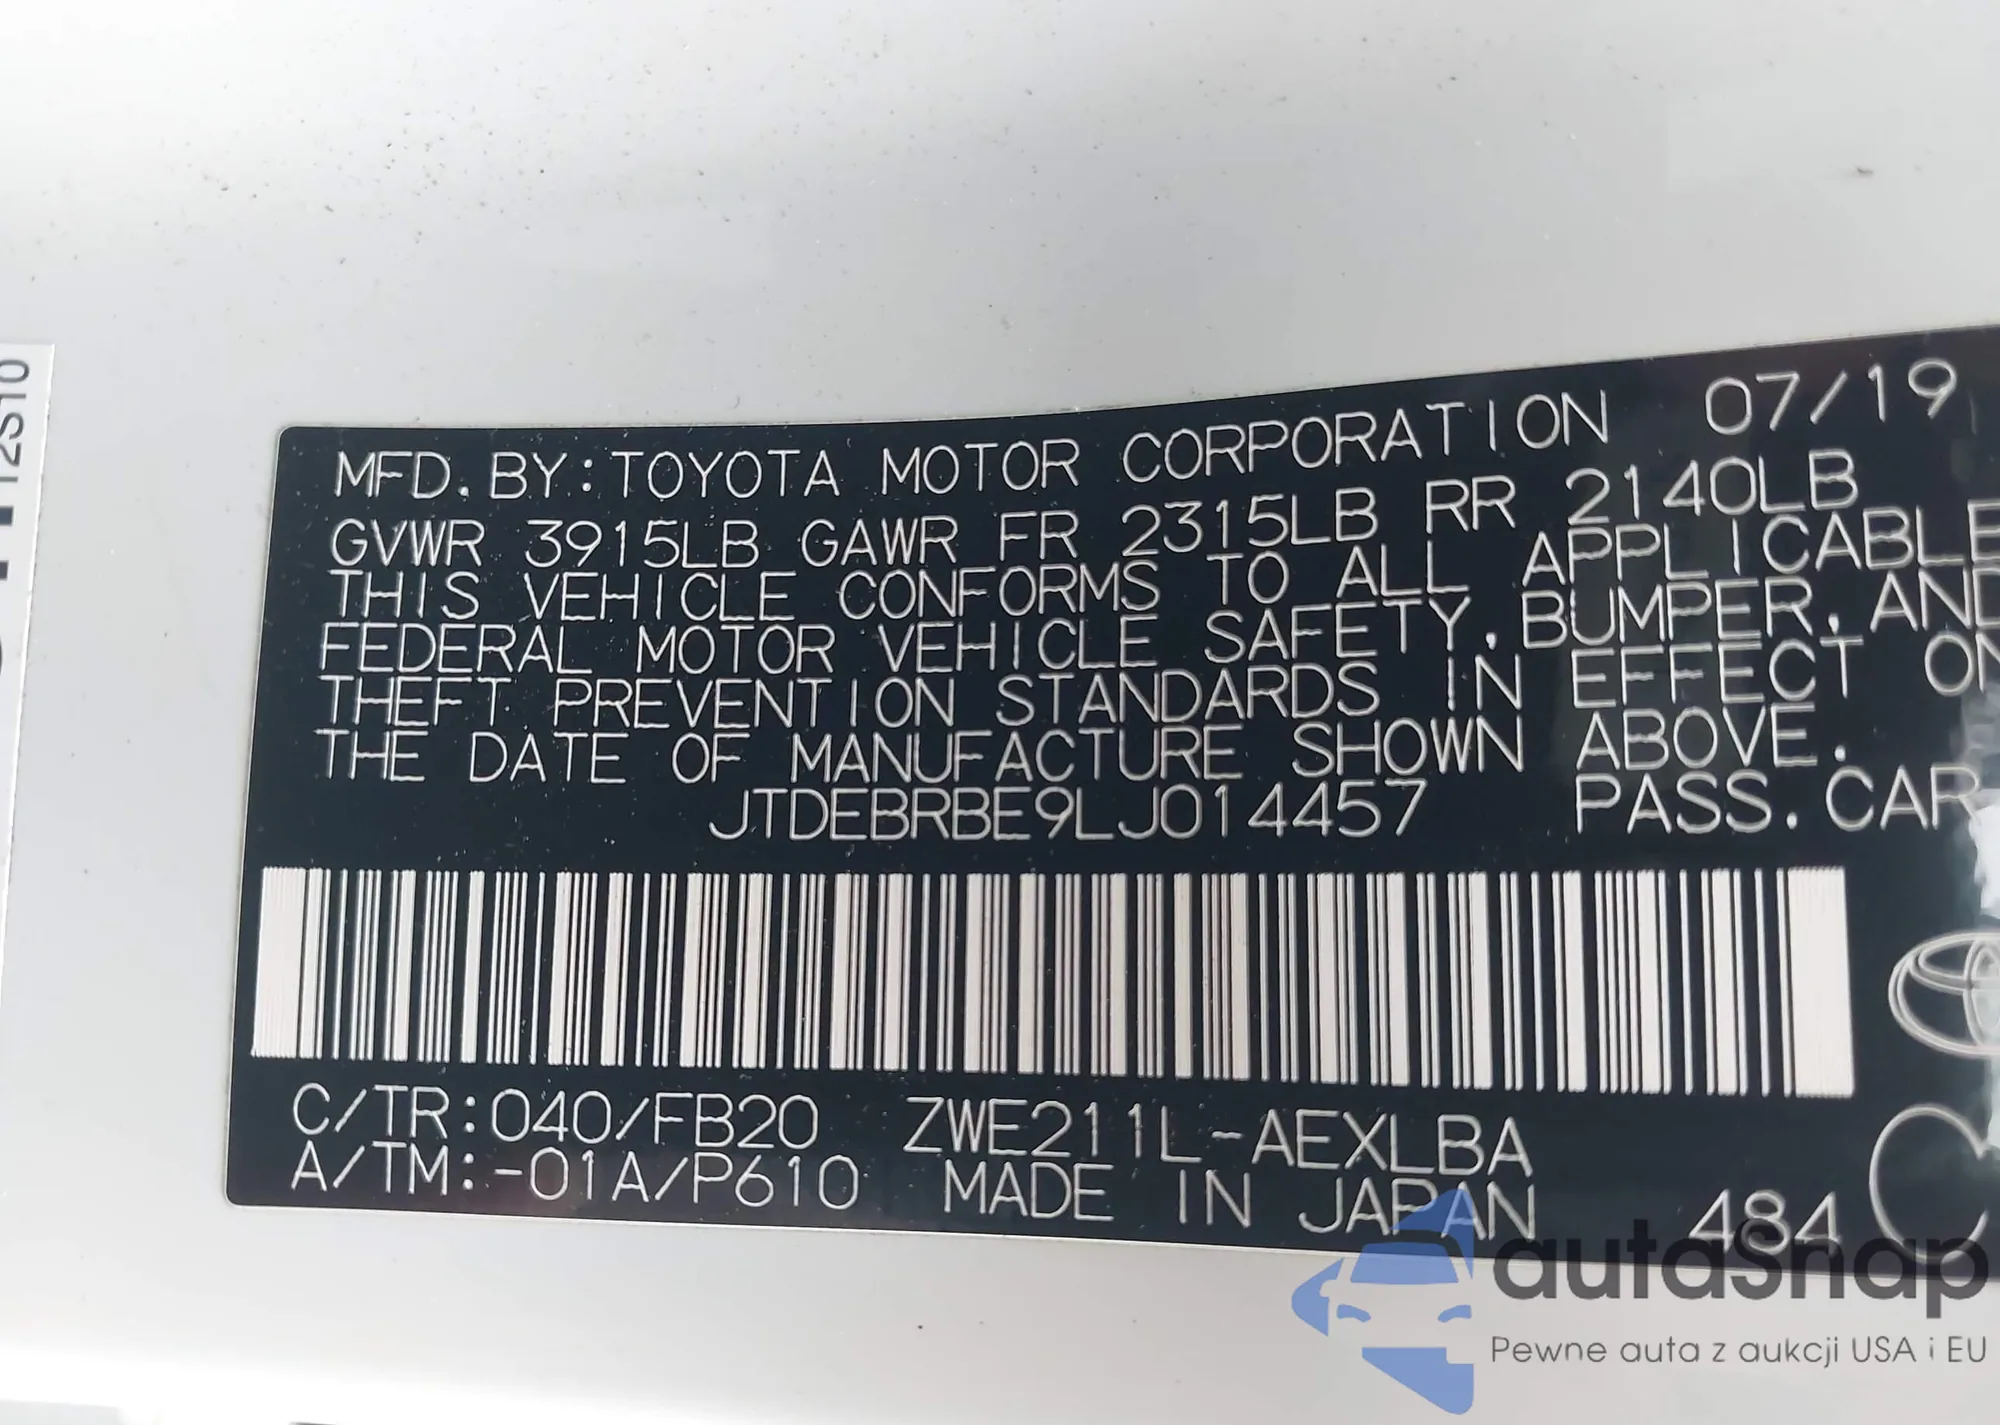 MFD. BY: TOYOTA MOTOR CORPORATION 07/19
GVWR 3915LB GAWR FR 2315LB RR 2140LB
THIS VEHICLE CONFORMS TO ALL APPLICABLE
FEDERAL MOTOR VEHICLE SAFETY, BUMPER, AND
THEFT PREVENTION STANDARDS IN EFFECT ON
THE DATE OF MANUFACTURE SHOWN ABOVE.
JTDEBRBE9LJ014457 PASS. CAR
C/TR: 040/FB20 ZWE211L-AEXLBA
A/TM: -01A/P610 MADE IN JAPAN 484
C
12S10
autaSnap
Pewne auta z aukcji USA i EU